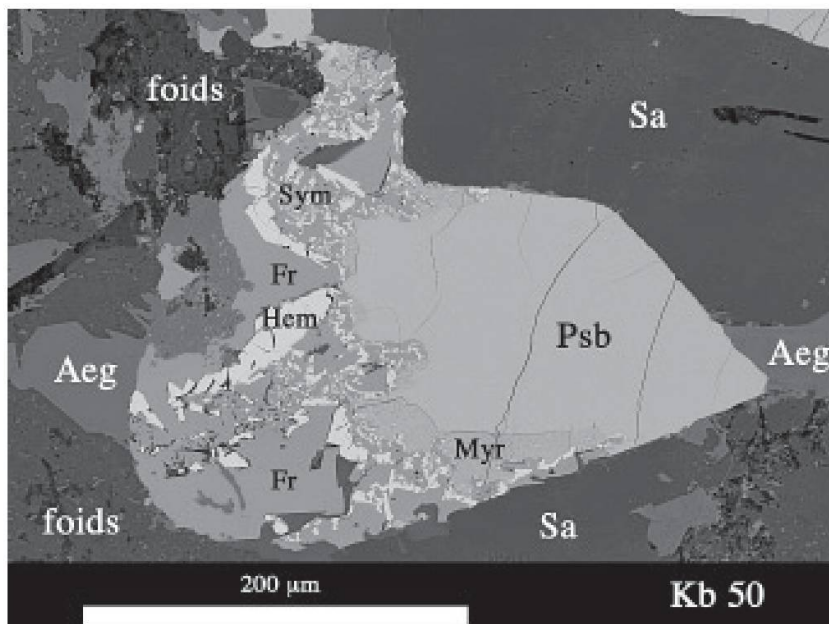 foids
Sa
Sym
Fr
Hem
Aeg
Psb
Aeg
Myr
Fr
foids
Sa
200 µm
Kb 50